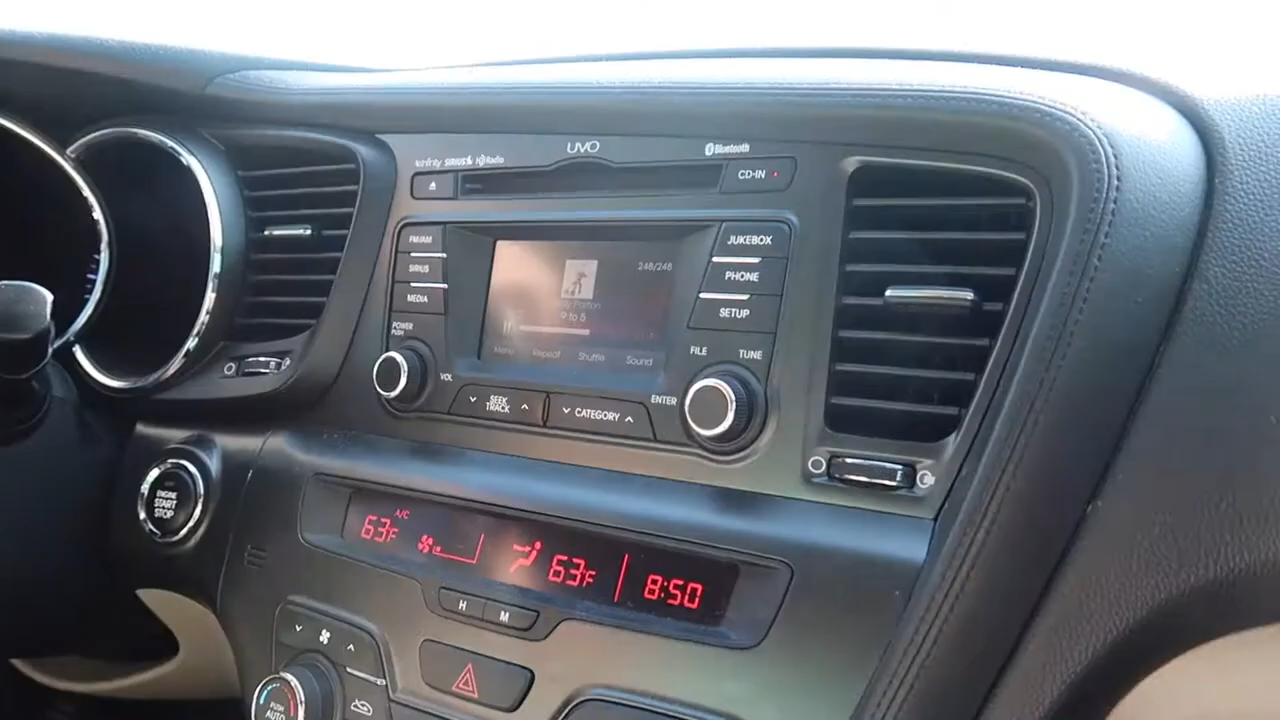 UVO
Bluetooth
infinity SIRIUS HD Radio
CD-IN
FM/AM
SIRIUS
MEDIA
POWER
PUSH
VOL
248/248
Parton
9 to 5
Menu Repeat Shuffle Sound
JUKEBOX
PHONE
SETUP
FILE TUNE
ENTER
SEEK
TRACK
CATEGORY
ENGINE
START
STOP
A/C
63F
63F
8:50
H M
PUSH
AUTO